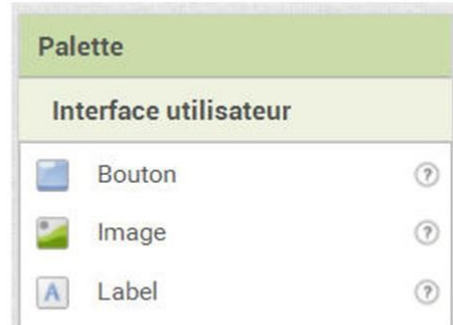 Palette
Interface utilisateur
Bouton ?
Image ?
A Label ?